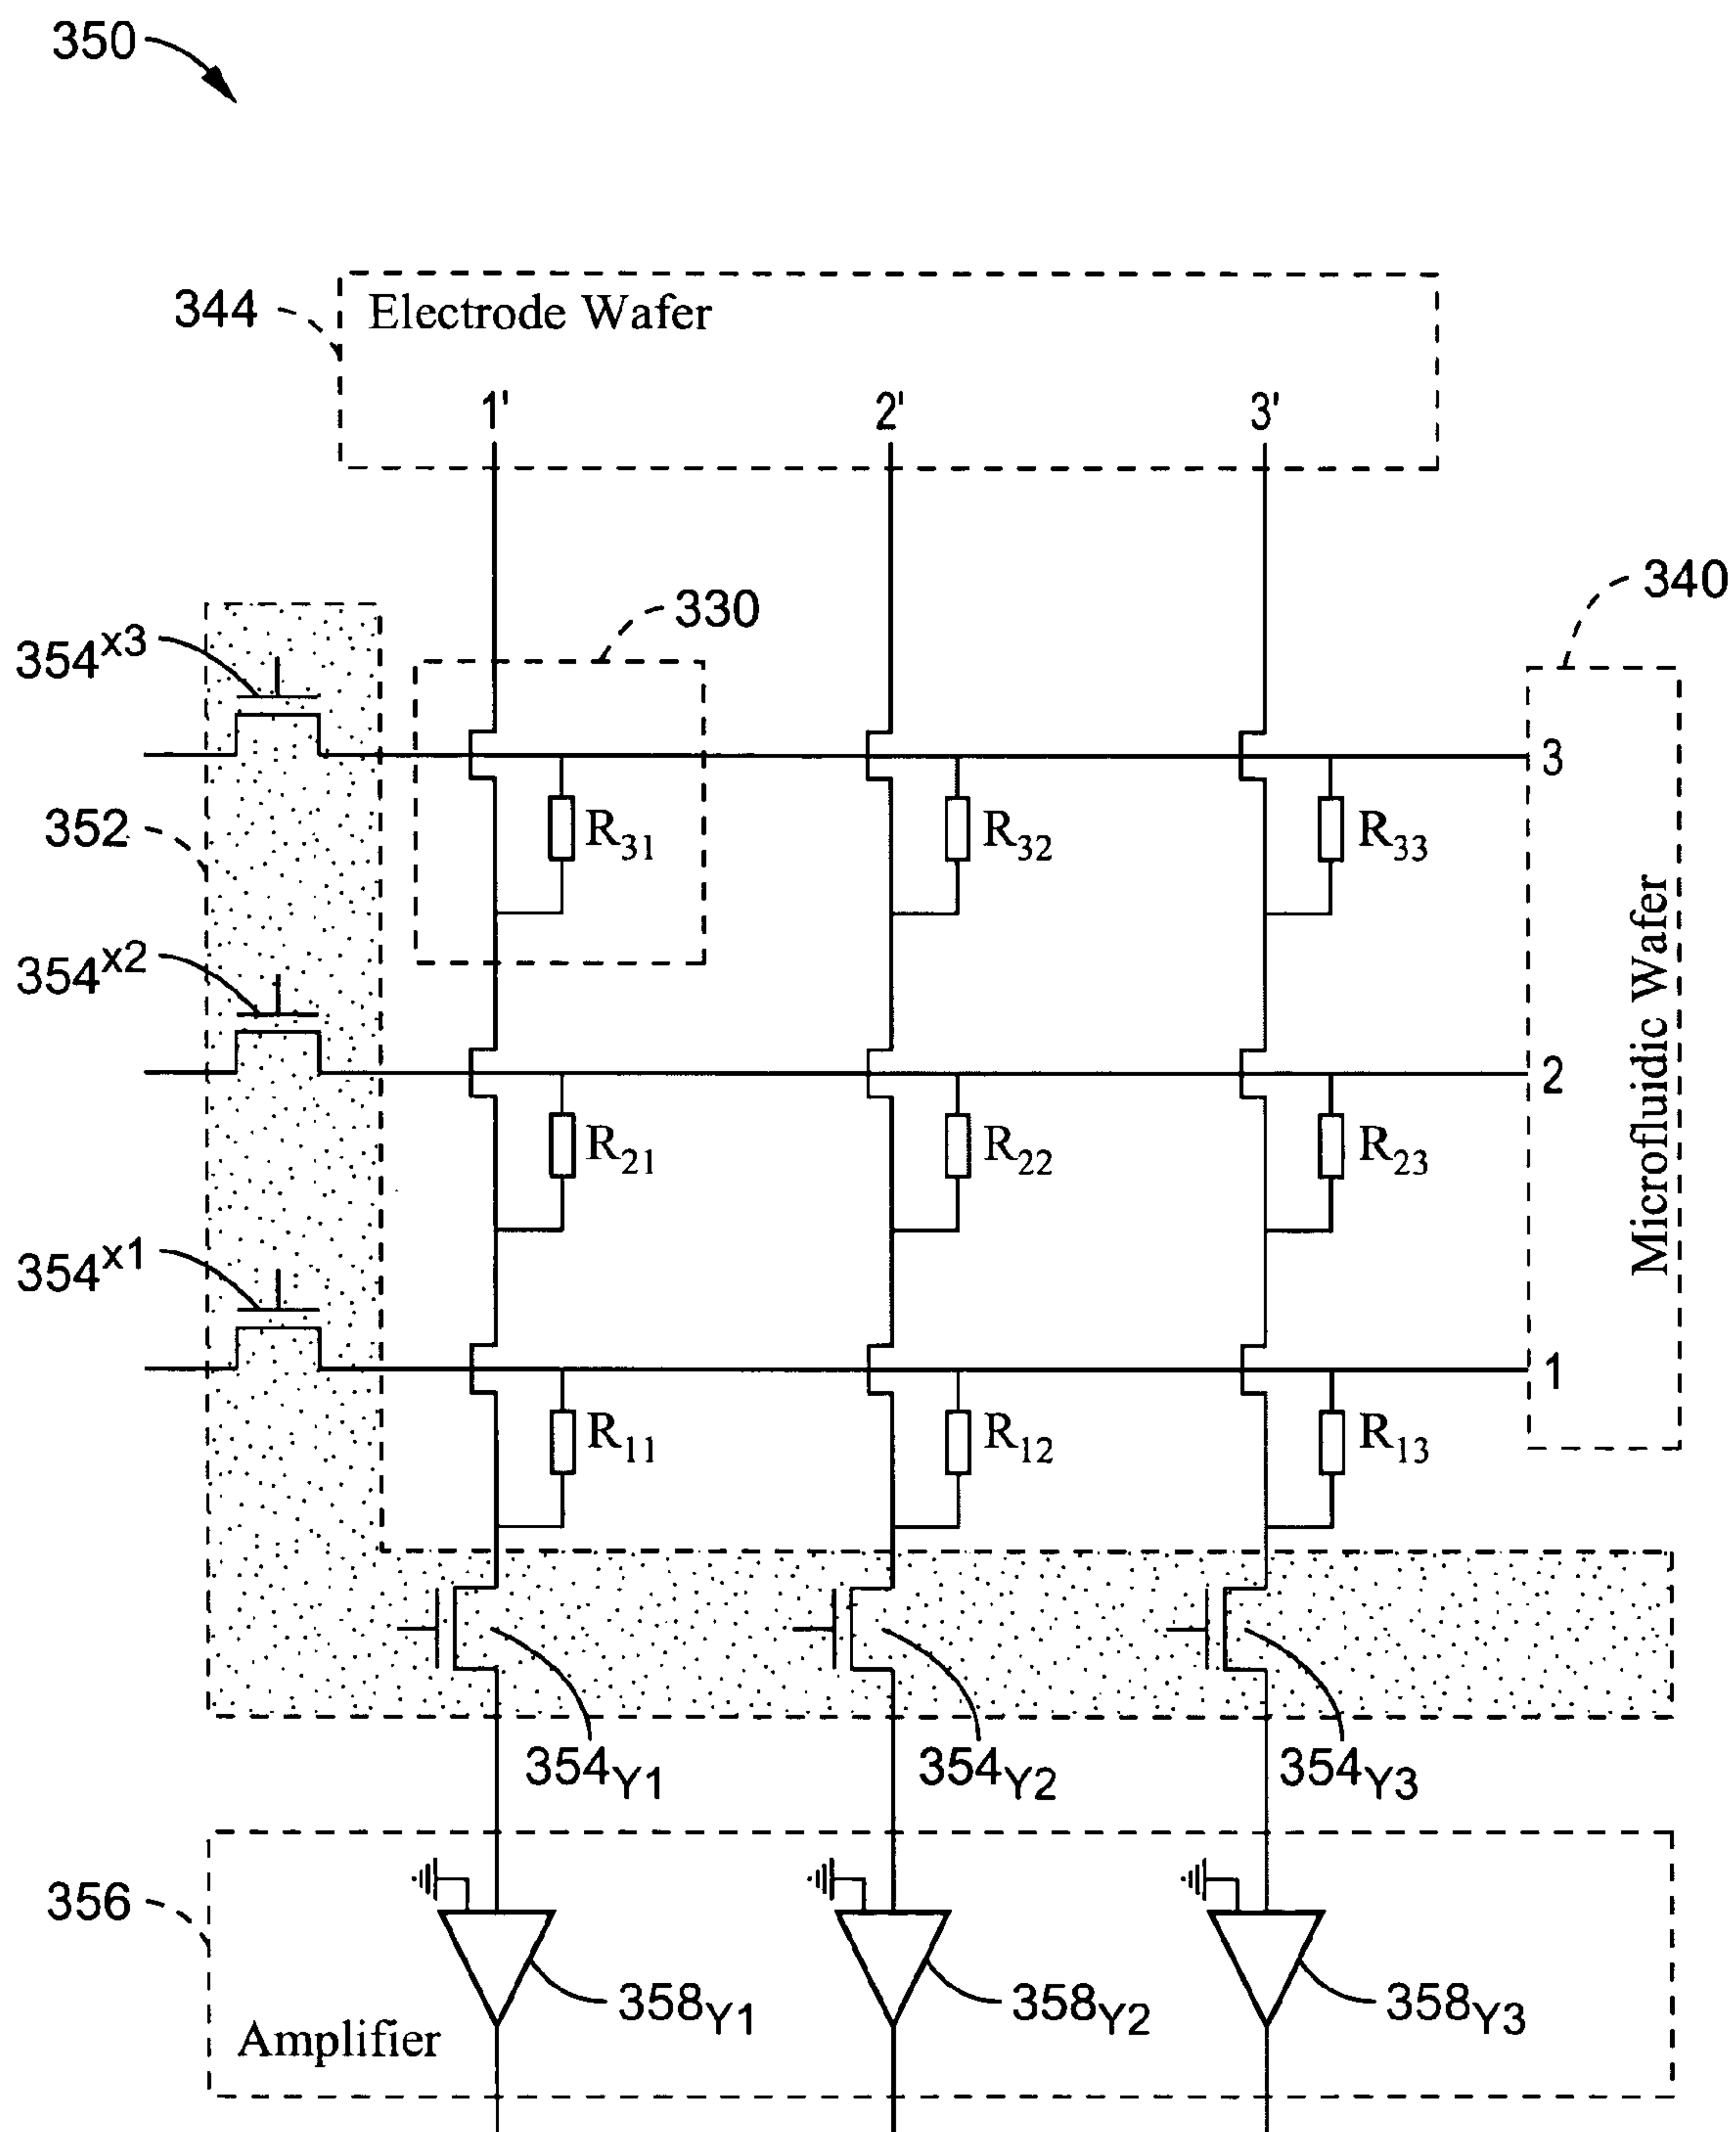 350
344
Electrode Wafer
1' 2' 3'
330
340
354X3
3
352
R31 R32 R33
354X2
2
R21 R22 R23
Microfluidic Wafer
354X1
1
R11 R12 R13
354Y1 354Y2 354Y3
356
358Y1 358Y2 358Y3
Amplifier